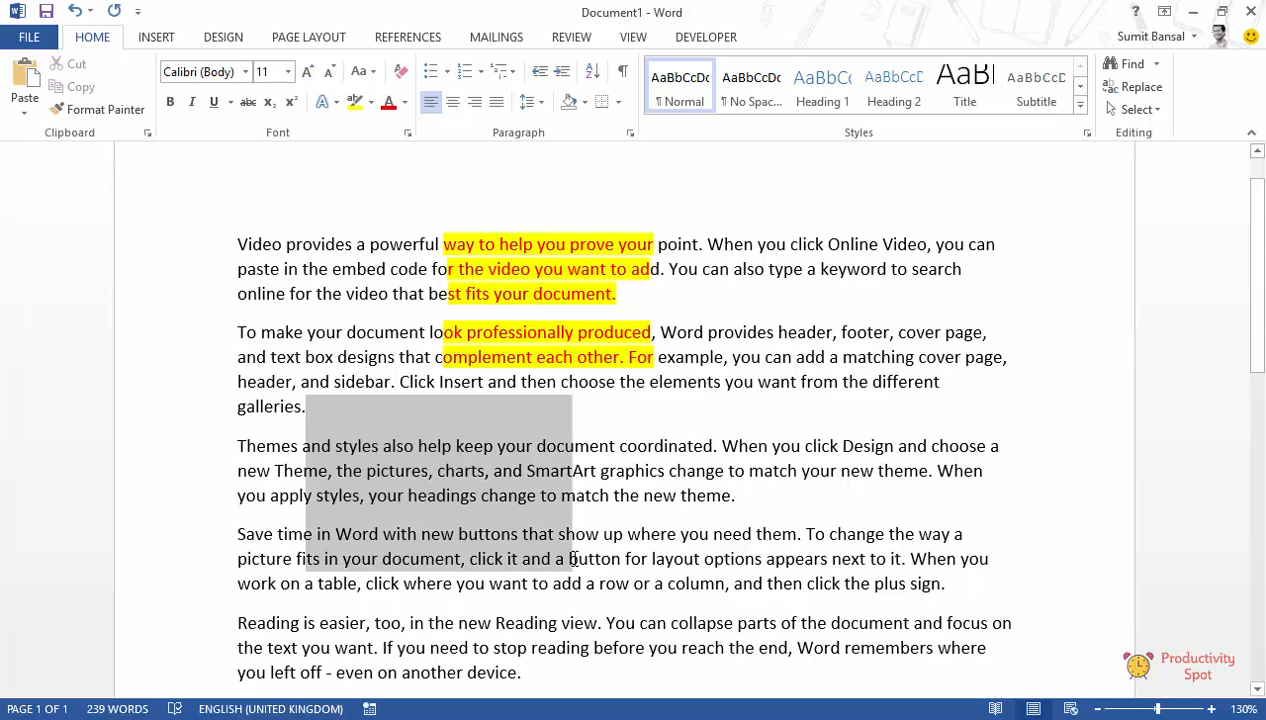 Document1 - Word
Sumit Bansal
FILE HOME INSERT DESIGN PAGE LAYOUT REFERENCES MAILINGS REVIEW VIEW DEVELOPER
Paste
Cut
Copy
Format Painter
Clipboard
Calibri (Body) 11
Font
Paragraph
AaBbCcDc AaBbCcDc AaBbCc AaBbCcD AaBl AaBbCcD
¶ Normal ¶ No Spac... Heading 1 Heading 2 Title Subtitle
Styles
Find
Replace
Select
Editing
Video provides a powerful way to help you prove your point. When you click Online Video, you can
paste in the embed code for the video you want to add. You can also type a keyword to search
online for the video that best fits your document.
To make your document look professionally produced, Word provides header, footer, cover page,
and text box designs that complement each other. For example, you can add a matching cover page,
header, and sidebar. Click Insert and then choose the elements you want from the different
galleries.
Themes and styles also help keep your document coordinated. When you click Design and choose a
new Theme, the pictures, charts, and SmartArt graphics change to match your new theme. When
you apply styles, your headings change to match the new theme.
Save time in Word with new buttons that show up where you need them. To change the way a
picture fits in your document, click it and a button for layout options appears next to it. When you
work on a table, click where you want to add a row or a column, and then click the plus sign.
Reading is easier, too, in the new Reading view. You can collapse parts of the document and focus on
the text you want. If you need to stop reading before you reach the end, Word remembers where
you left off - even on another device.
Productivity
Spot
PAGE 1 OF 1 239 WORDS ENGLISH (UNITED KINGDOM) 130%